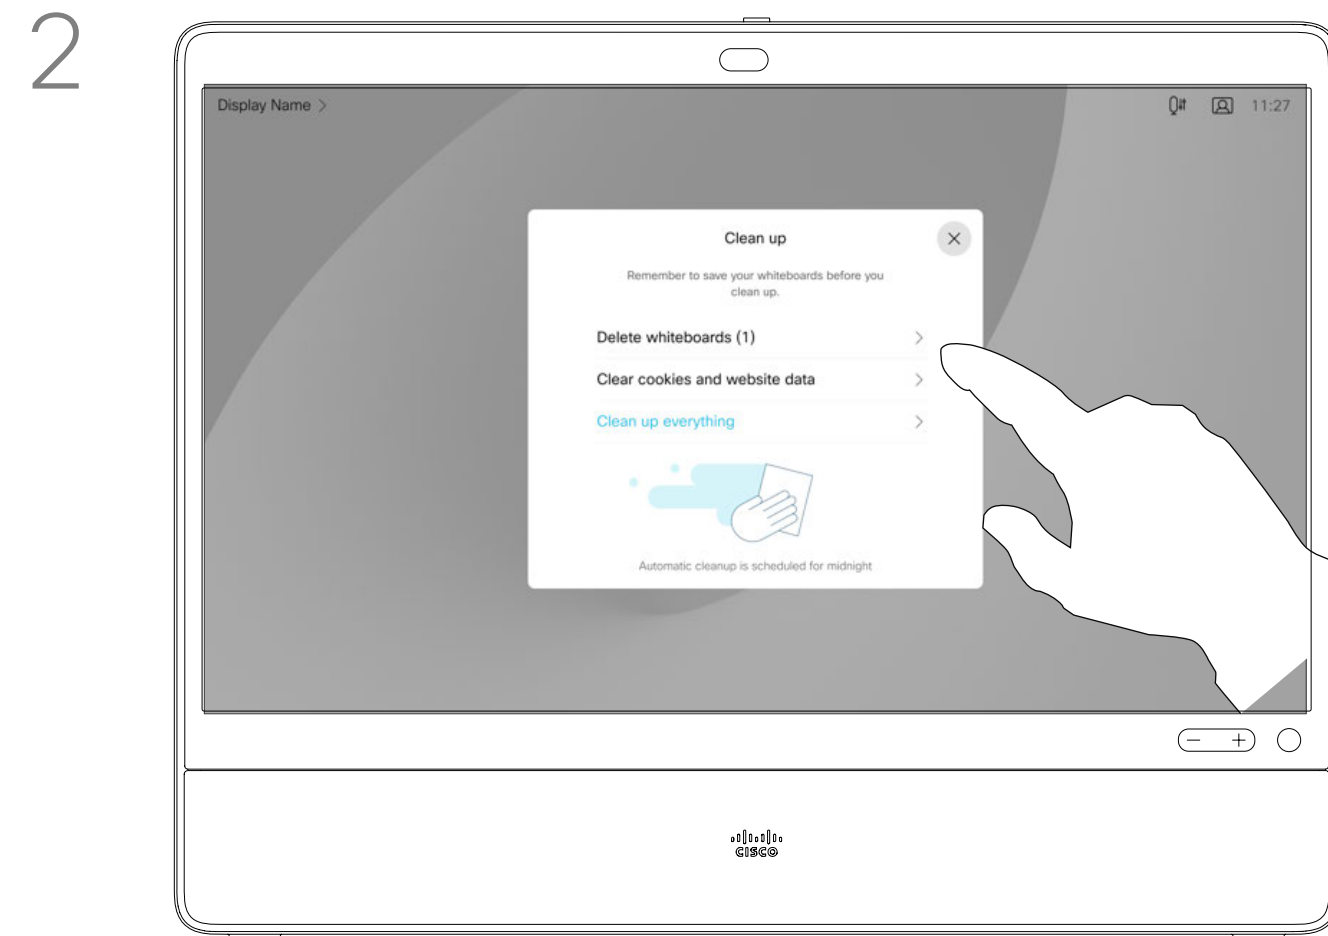 2
Display Name >
11:27
Clean up
Remember to save your whiteboards before you
clean up.
Delete whiteboards (1)
Clear cookies and website data
Clean up everything
Automatic cleanup is scheduled for midnight
CISCO